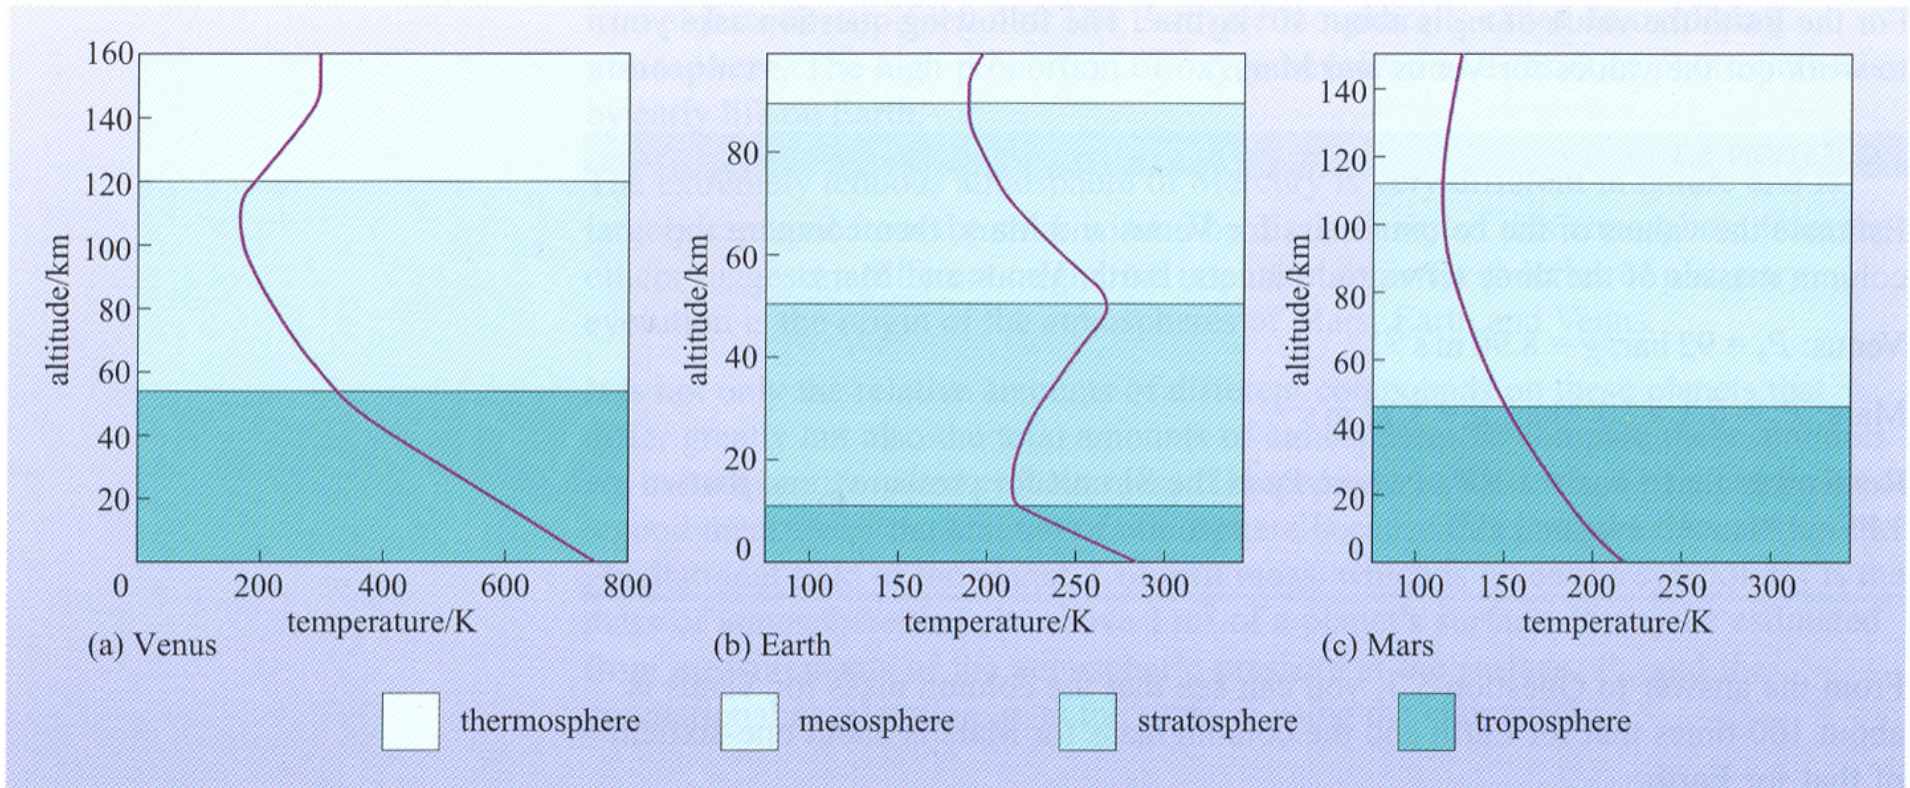 160
140
120
100
80
60
40
20
0
200
400
600
800
altitude/km
temperature/K
(a) Venus
80
60
40
20
0
100
150
200
250
300
altitude/km
temperature/K
(b) Earth
140
120
100
80
60
40
20
0
100
150
200
250
300
altitude/km
temperature/K
(c) Mars
thermosphere
mesosphere
stratosphere
troposphere